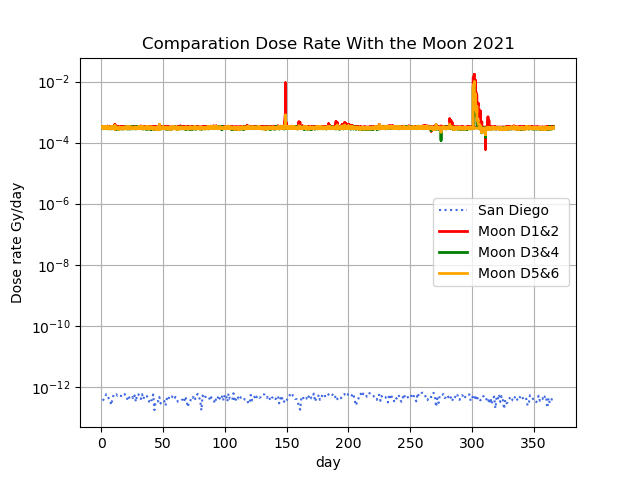 Comparation Dose Rate With the Moon 2021
Dose rate Gy/day
10⁻²
10⁻⁴
10⁻⁶
10⁻⁸
10⁻¹⁰
10⁻¹²
San Diego
Moon D1&2
Moon D3&4
Moon D5&6
0 50 100 150 200 250 300 350
day